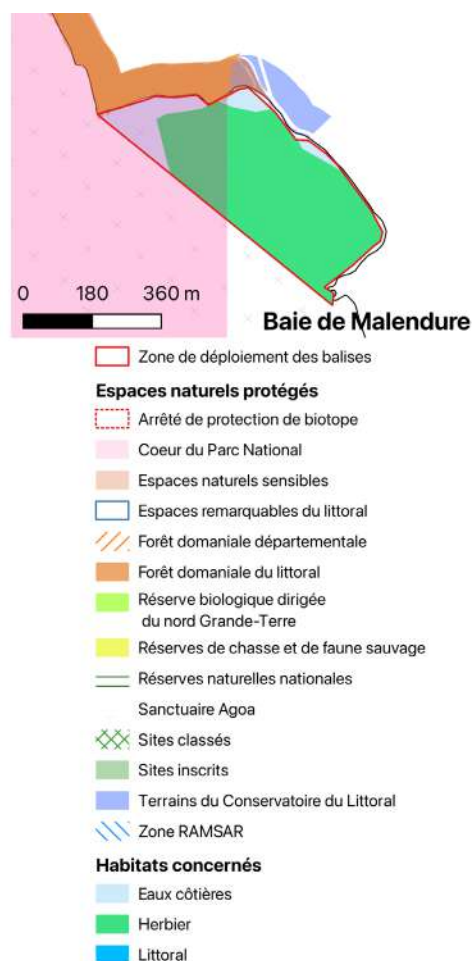 0 180 360 m
Baie de Malendure
Zone de déploiement des balises
Espaces naturels protégés
Arrêté de protection de biotope
Coeur du Parc National
Espaces naturels sensibles
Espaces remarquables du littoral
Forêt domaniale départementale
Forêt domaniale du littoral
Réserve biologique dirigée
du nord Grande-Terre
Réserves de chasse et de faune sauvage
Réserves naturelles nationales
Sanctuaire Agoa
Sites classés
Sites inscrits
Terrains du Conservatoire du Littoral
Zone RAMSAR
Habitats concernés
Eaux côtières
Herbier
Littoral